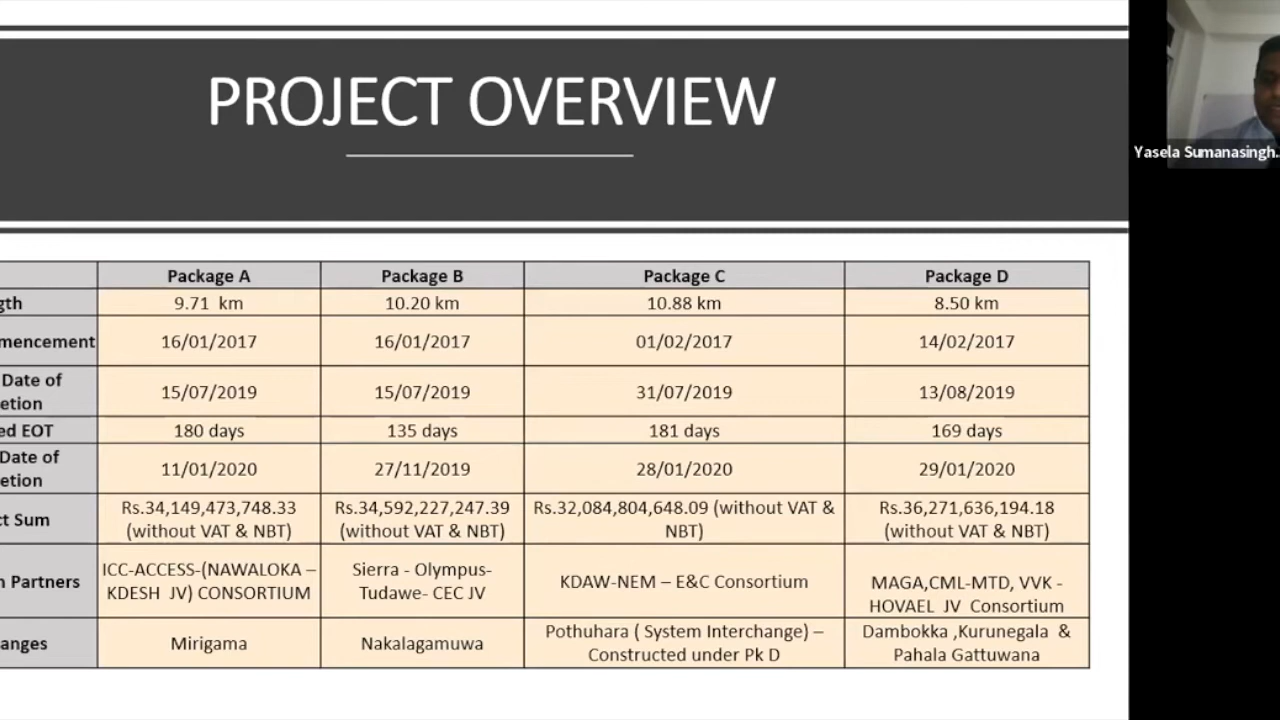 PROJECT OVERVIEW
Yasela Sumanasingh..
Package A Package B Package C Package D
gth 9.71 km 10.20 km 10.88 km 8.50 km
mencement 16/01/2017 16/01/2017 01/02/2017 14/02/2017
Date of
etion 15/07/2019 15/07/2019 31/07/2019 13/08/2019
ed EOT 180 days 135 days 181 days 169 days
Date of
etion 11/01/2020 27/11/2019 28/01/2020 29/01/2020
ct Sum Rs.34,149,473,748.33 Rs.34,592,227,247.39 Rs.32,084,804,648.09 (without VAT & Rs.36,271,636,194.18
(without VAT & NBT) (without VAT & NBT) NBT) (without VAT & NBT)
n Partners ICC-ACCESS-(NAWALOKA – Sierra - Olympus- KDAW-NEM – E&C Consortium MAGA,CML-MTD, VVK -
KDESH JV) CONSORTIUM Tudawe- CEC JV HOVAEL JV Consortium
anges Mirigama Nakalagamuwa Pothuhara ( System Interchange) – Dambokka ,Kurunegala &
Constructed under Pk D Pahala Gattuwana